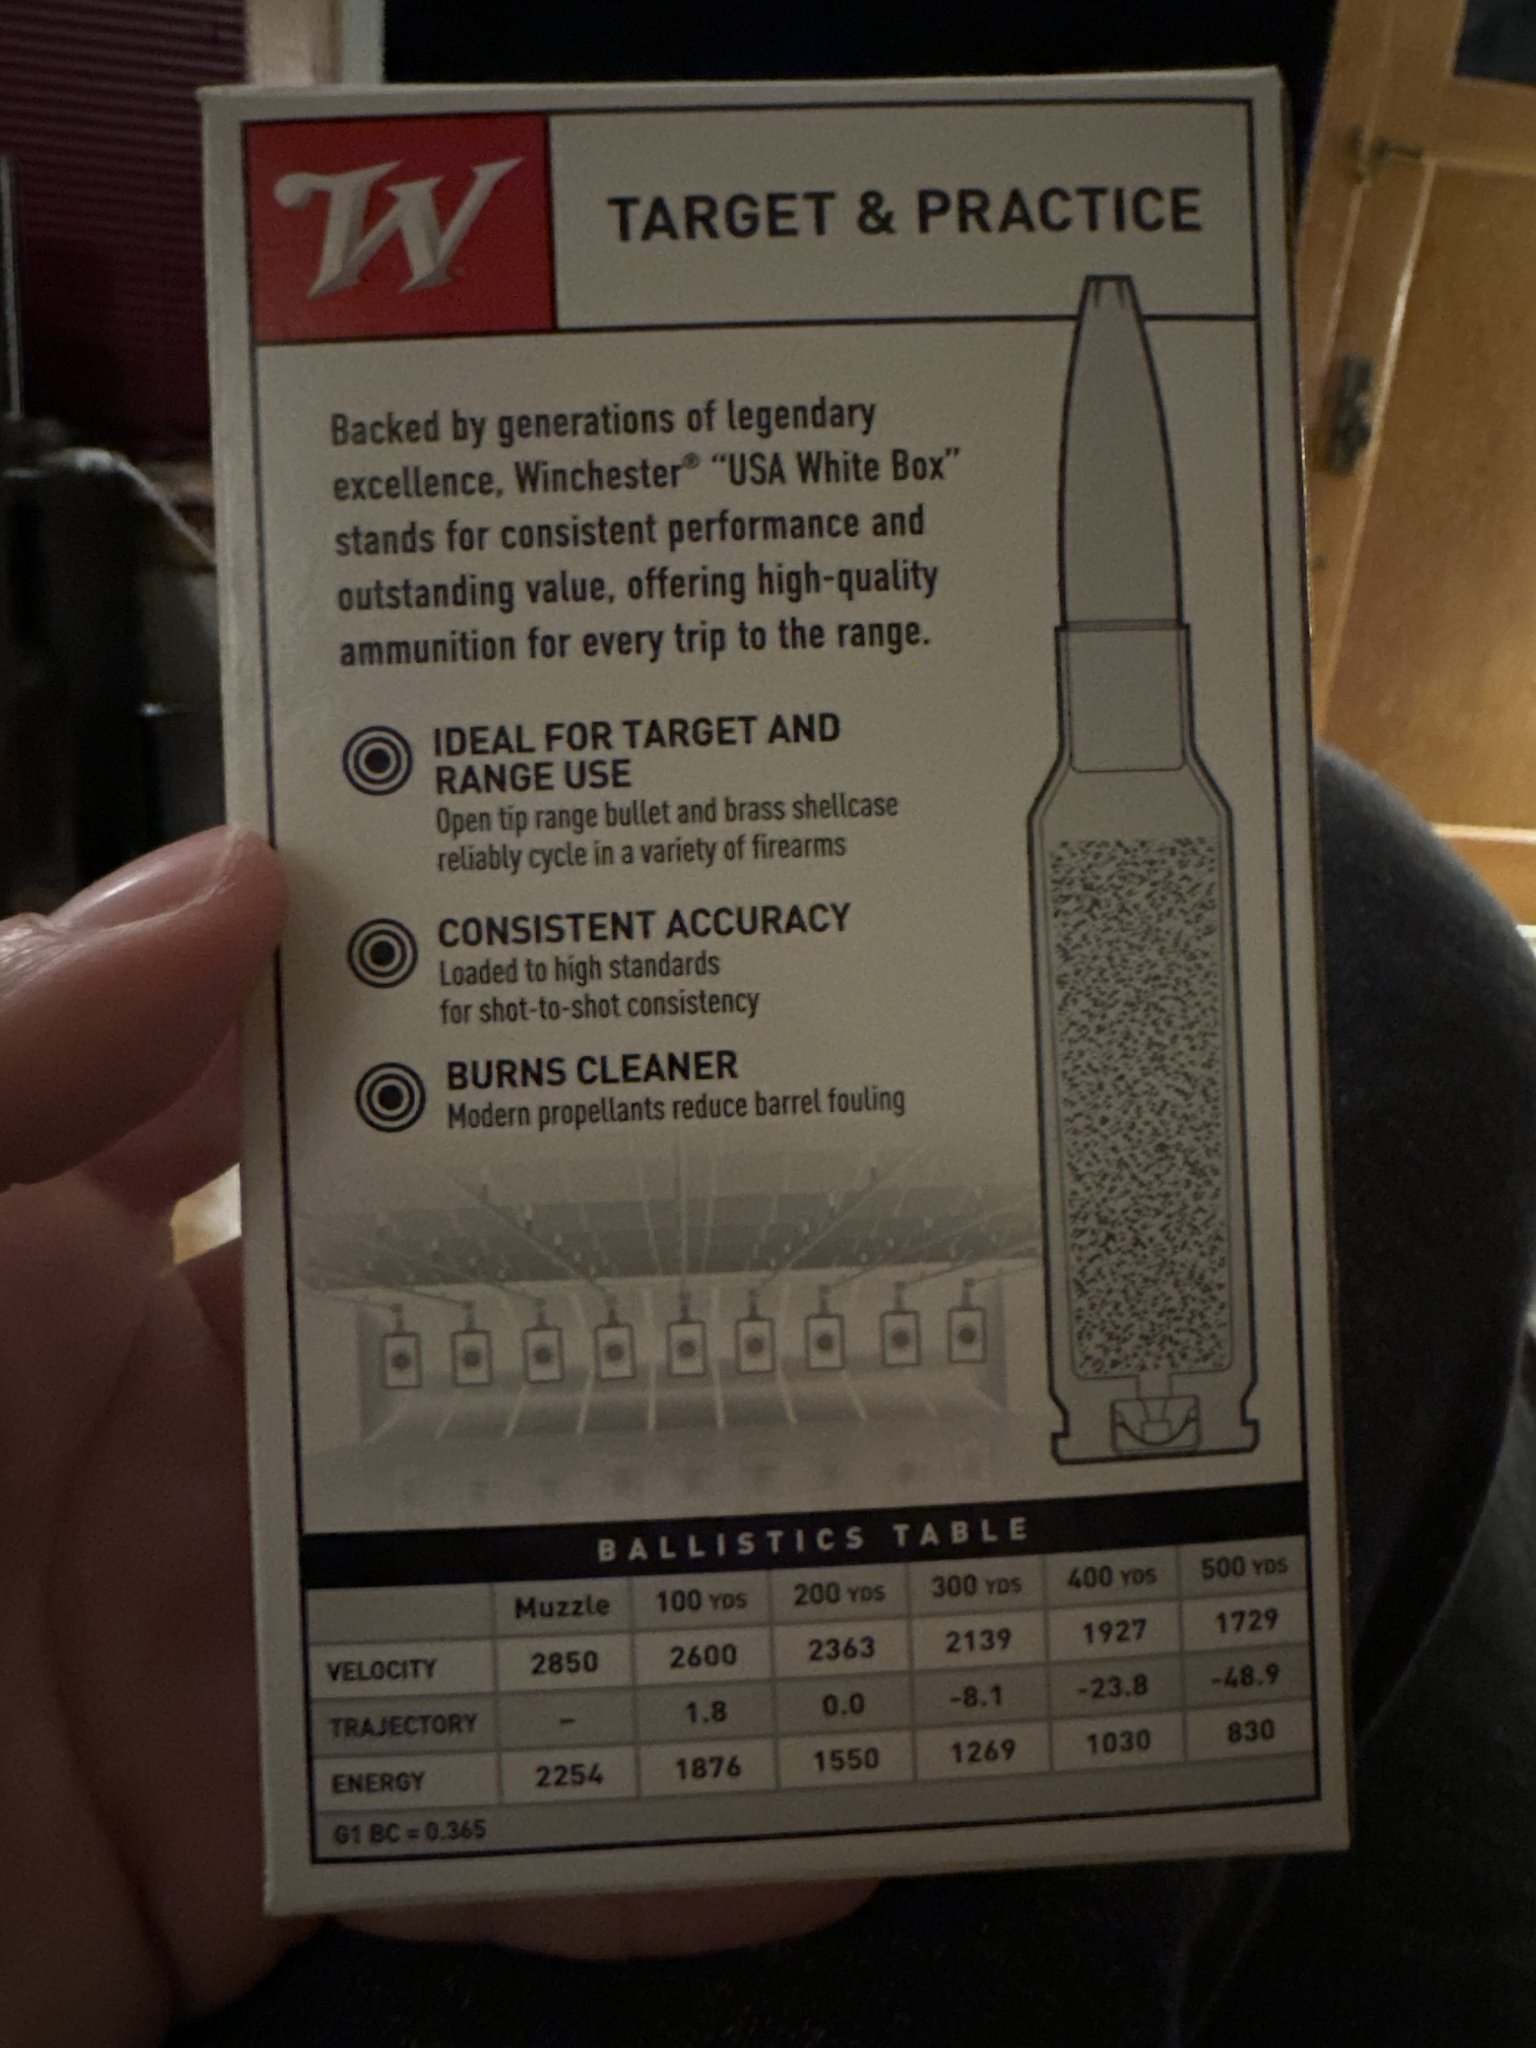 W
TARGET & PRACTICE
Backed by generations of legendary
excellence, Winchester® “USA White Box”
stands for consistent performance and
outstanding value, offering high-quality
ammunition for every trip to the range.
IDEAL FOR TARGET AND
RANGE USE
Open tip range bullet and brass shellcase
reliably cycle in a variety of firearms
CONSISTENT ACCURACY
Loaded to high standards
for shot-to-shot consistency
BURNS CLEANER
Modern propellants reduce barrel fouling
BALLISTICS TABLE
Muzzle 100 YDS 200 YDS 300 YDS 400 YDS 500 YDS
VELOCITY 2850 2600 2363 2139 1927 1729
TRAJECTORY – 1.8 0.0 -8.1 -23.8 -48.9
ENERGY 2254 1876 1550 1269 1030 830
G1 BC = 0.365